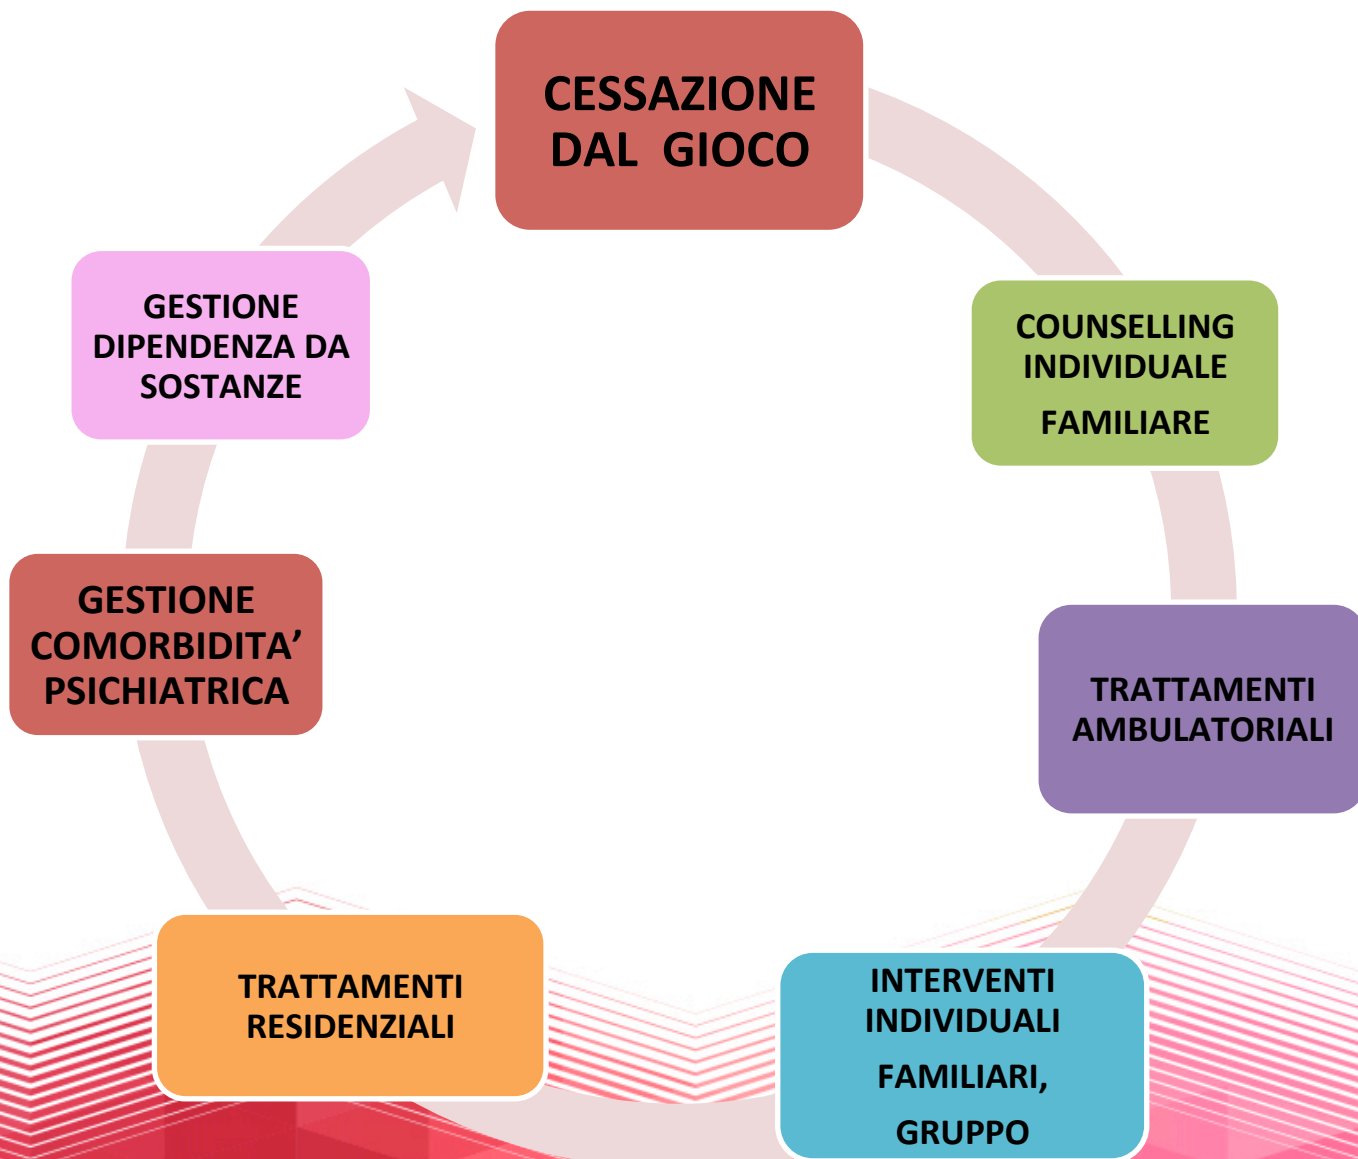 CESSAZIONE
DAL GIOCO
COUNSELLING
INDIVIDUALE
FAMILIARE
TRATTAMENTI
AMBULATORIALI
INTERVENTI
INDIVIDUALI
FAMILIARI,
GRUPPO
TRATTAMENTI
RESIDENZIALI
GESTIONE
COMORBIDITA’
PSICHIATRICA
GESTIONE
DIPENDENZA DA
SOSTANZE